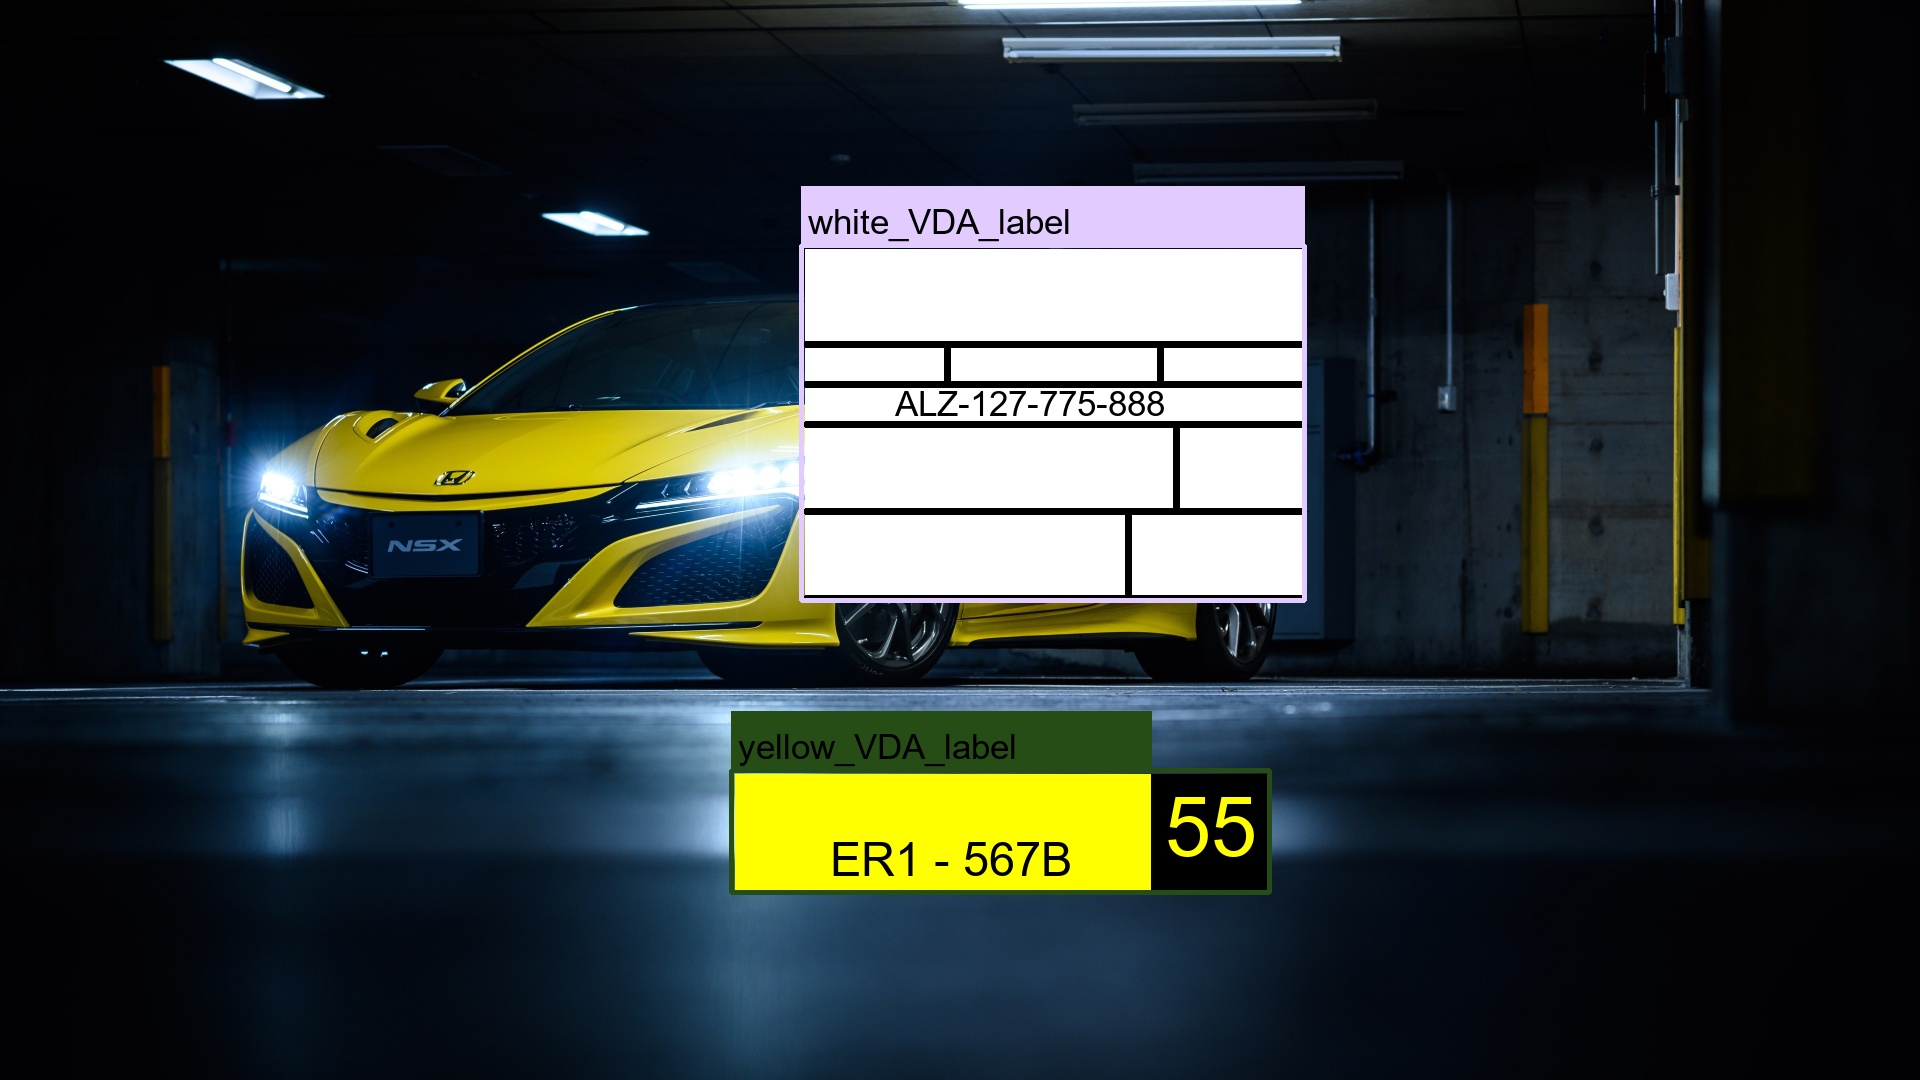 white_VDA_label
ALZ-127-775-888
NSX
yellow_VDA_label
ER1 - 567B
55